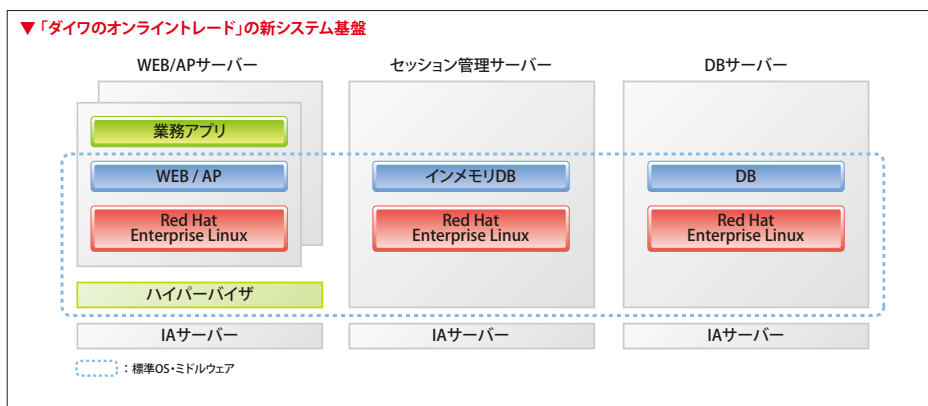 ▼「ダイワのオンライントレード」の新システム基盤
WEB/APサーバー
セッション管理サーバー
DBサーバー
業務アプリ
WEB / AP
インメモリDB
DB
Red Hat
Enterprise Linux
Red Hat
Enterprise Linux
Red Hat
Enterprise Linux
ハイパーバイザ
IAサーバー
IAサーバー
IAサーバー
：標準OS・ミドルウェア